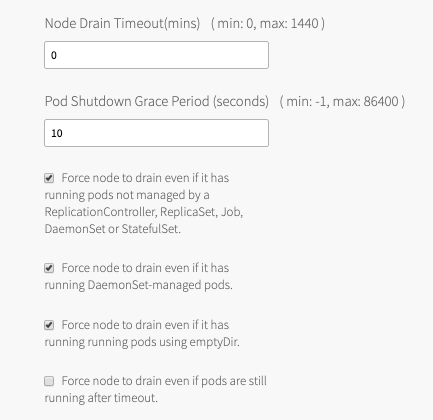 Node Drain Timeout(mins) ( min: 0, max: 1440 )
0
Pod Shutdown Grace Period (seconds) ( min: -1, max: 86400 )
10
Force node to drain even if it has
running pods not managed by a
ReplicationController, ReplicaSet, Job,
DaemonSet or StatefulSet.
Force node to drain even if it has
running DaemonSet-managed pods.
Force node to drain even if it has
running running pods using emptyDir.
Force node to drain even if pods are still
running after timeout.